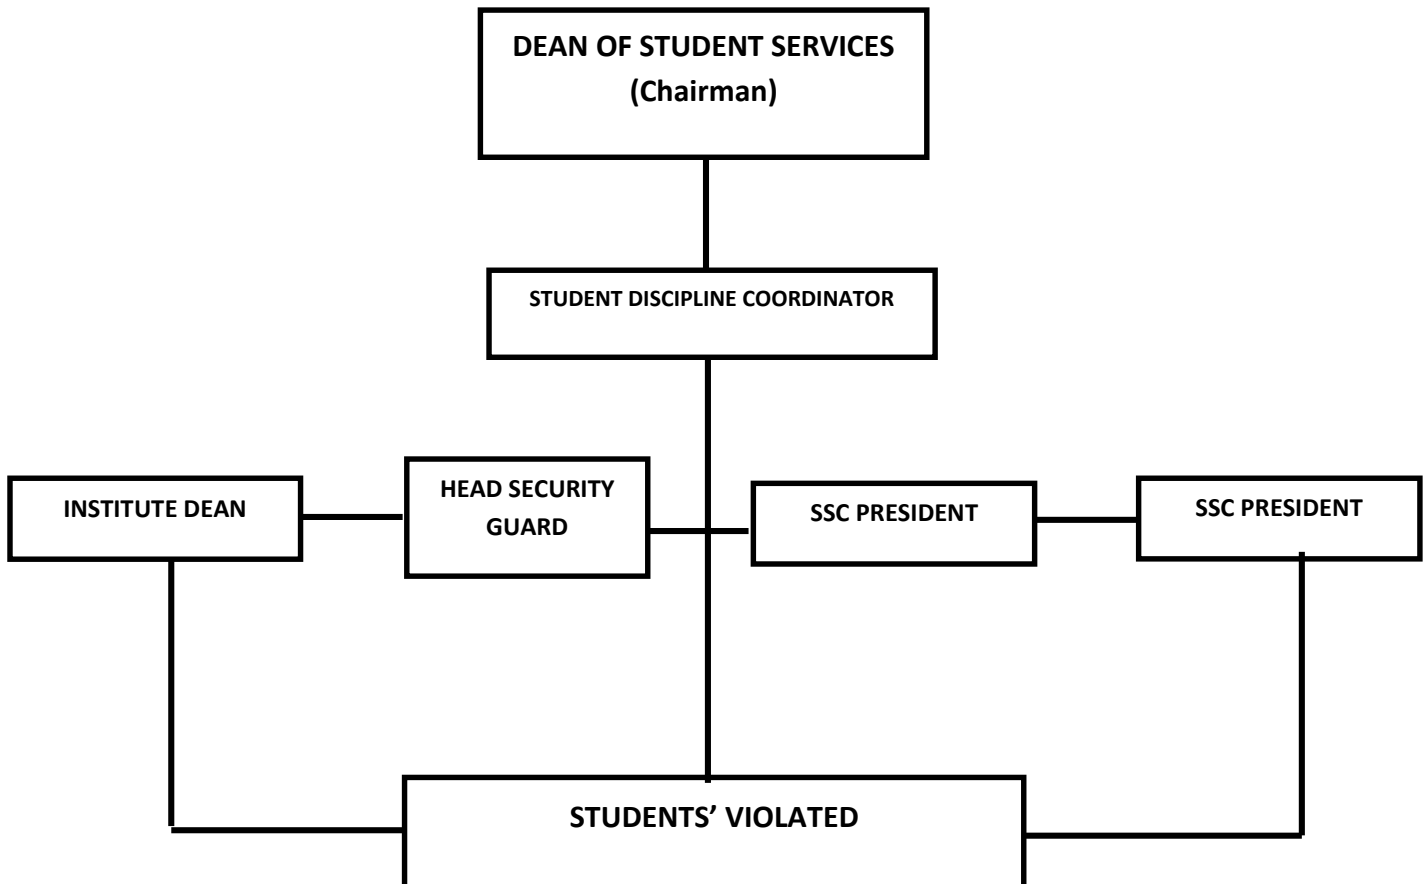 DEAN OF STUDENT SERVICES
(Chairman)
STUDENT DISCIPLINE COORDINATOR
INSTITUTE DEAN
HEAD SECURITY
GUARD
SSC PRESIDENT
SSC PRESIDENT
STUDENTS’ VIOLATED